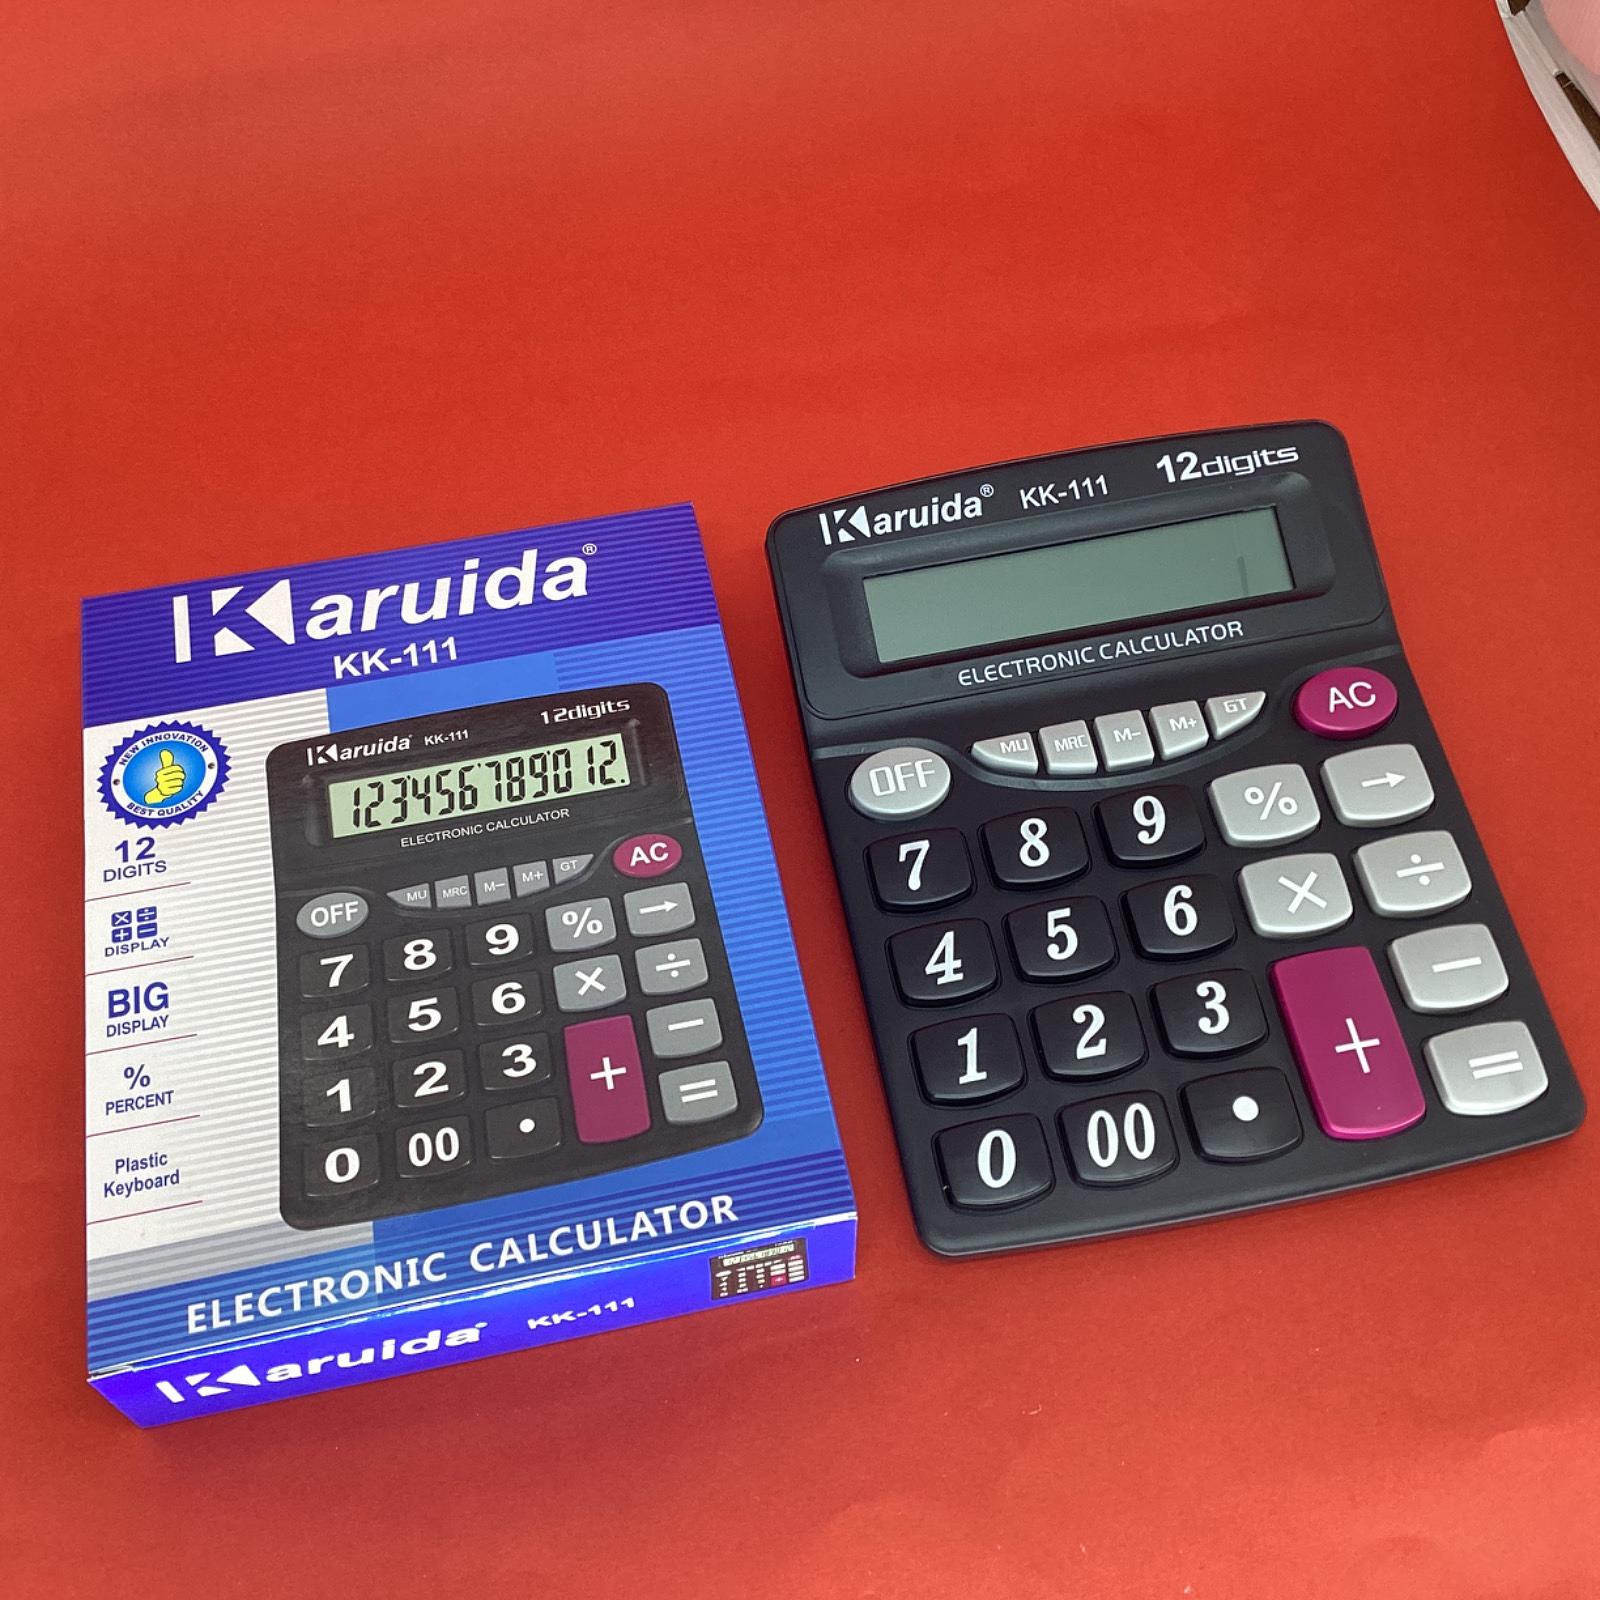 Karuida®
KK-111
NEW INNOVATION
BEST QUALITY
12
DIGITS
× ÷
+ −
DISPLAY
BIG
DISPLAY
%
PERCENT
Plastic
Keyboard
12digits
Karuida KK-111
123456789012.
ELECTRONIC CALCULATOR
OFF MU MRC M− M+ GT AC
7 8 9 % →
4 5 6 × ÷
1 2 3 + −
0 00 . =
ELECTRONIC CALCULATOR
Karuida KK-111
Karuida® KK-111 12digits
ELECTRONIC CALCULATOR
OFF MU MRC M− M+ GT AC
7 8 9 % →
4 5 6 × ÷
1 2 3 + −
0 00 . =